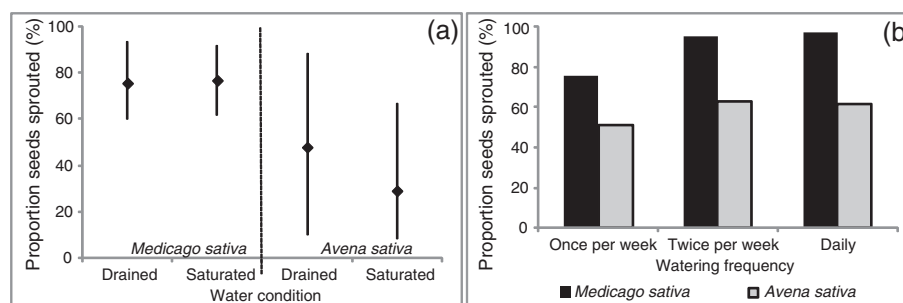 (a)
Proportion seeds sprouted (%)
100
80
60
40
20
0
Medicago sativa Avena sativa
Drained Saturated Drained Saturated
Water condition
(b)
Proportion seeds sprouted (%)
100
80
60
40
20
0
Once per week Twice per week Daily
Watering frequency
Medicago sativa Avena sativa